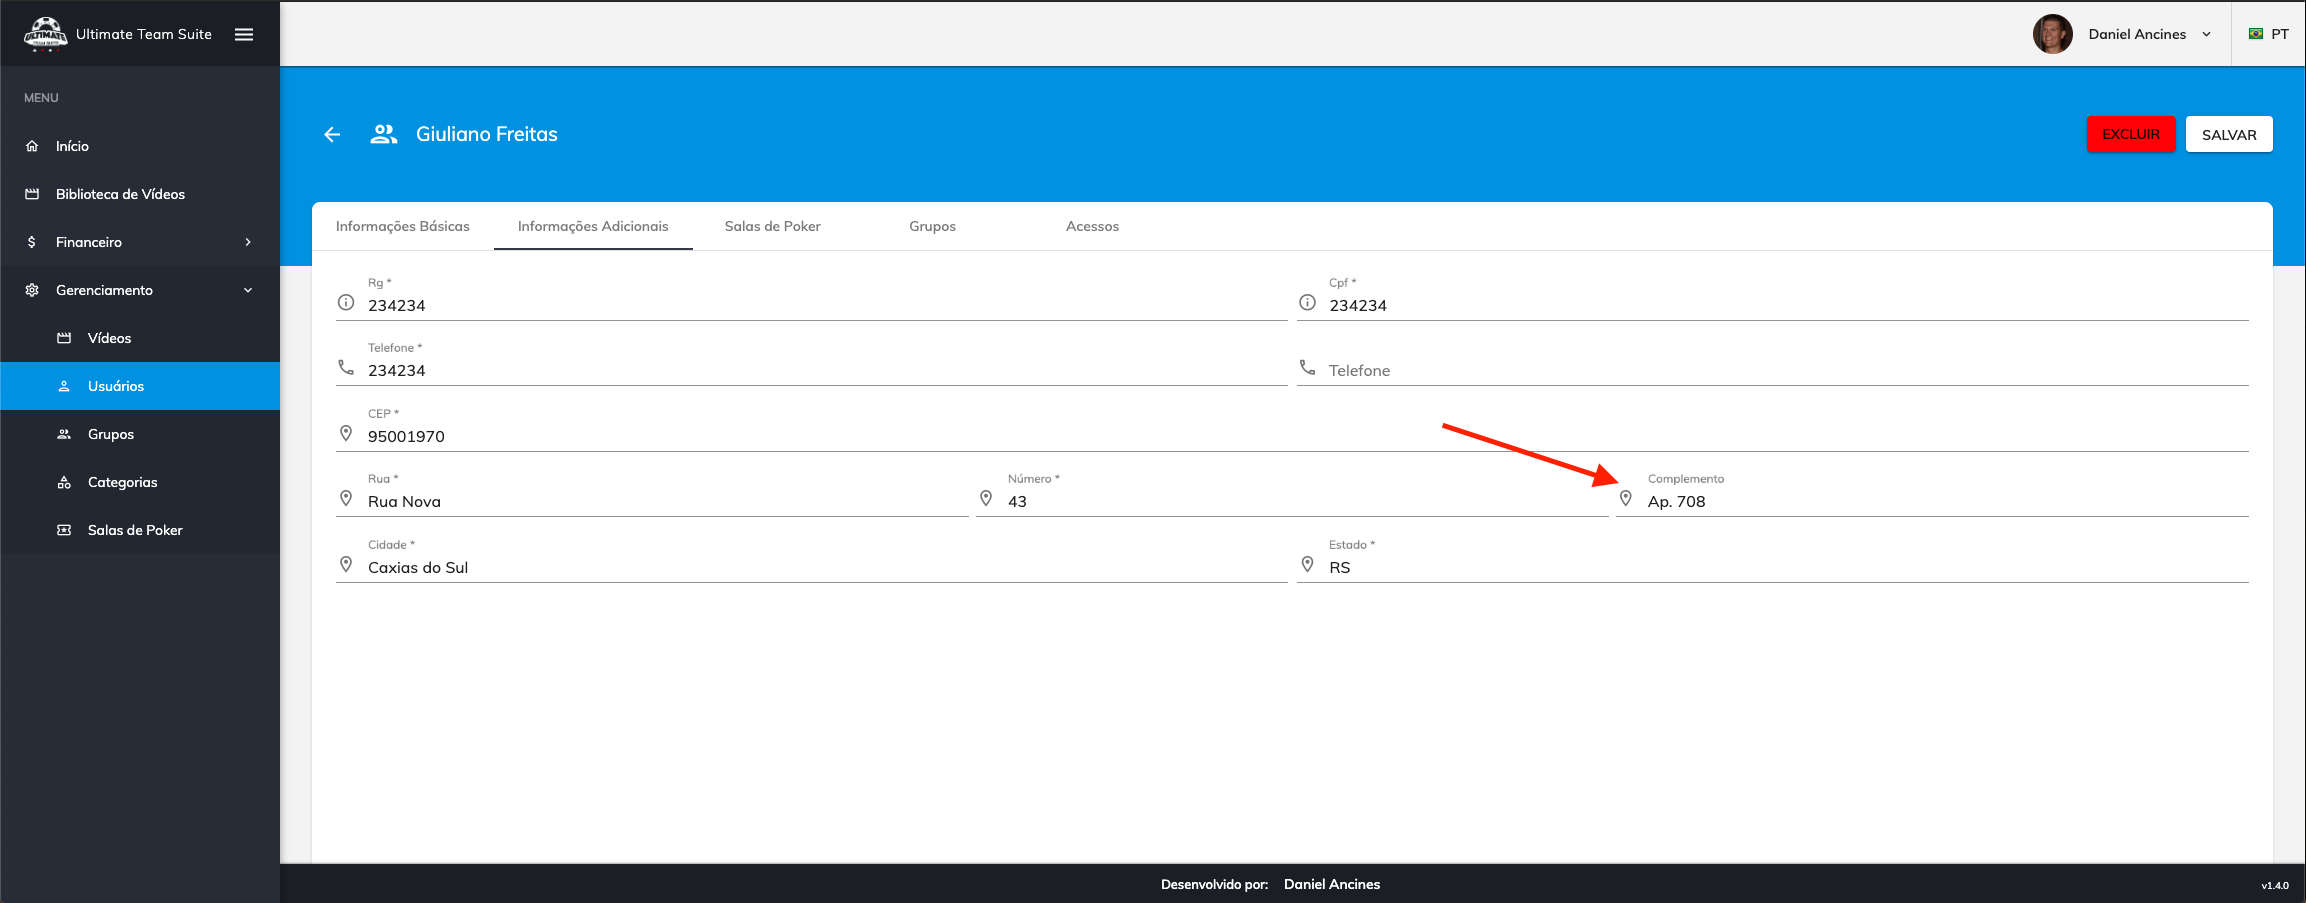 ULTIMATE
TEAM SUITE
Ultimate Team Suite
Daniel Ancines
PT
MENU
Início
Biblioteca de Vídeos
Financeiro
Gerenciamento
Vídeos
Usuários
Grupos
Categorias
Salas de Poker
Giuliano Freitas
EXCLUIR
SALVAR
Informações Básicas
Informações Adicionais
Salas de Poker
Grupos
Acessos
Rg *
234234
Cpf *
234234
Telefone *
234234
Telefone
CEP *
95001970
Rua *
Rua Nova
Número *
43
Complemento
Ap. 708
Cidade *
Caxias do Sul
Estado *
RS
Desenvolvido por: Daniel Ancines
v1.4.0